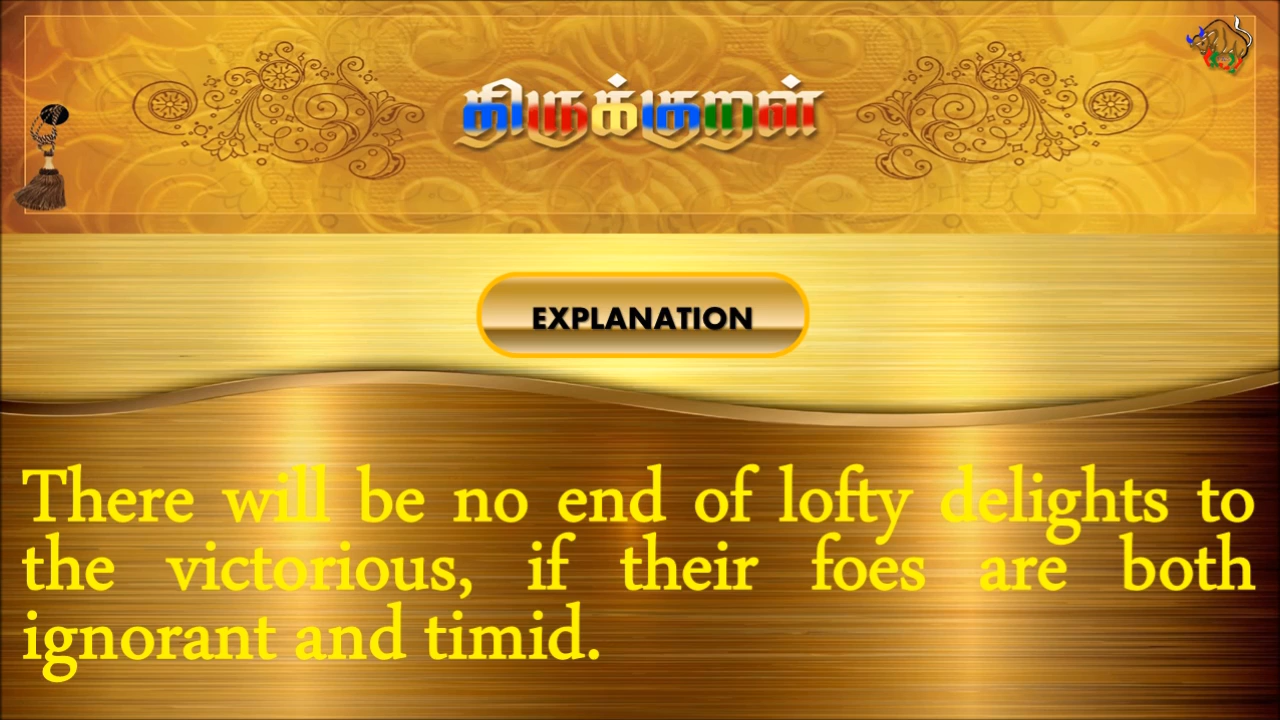 திருக்குறள்
EXPLANATION
There will be no end of lofty delights to
the victorious, if their foes are both
ignorant and timid.